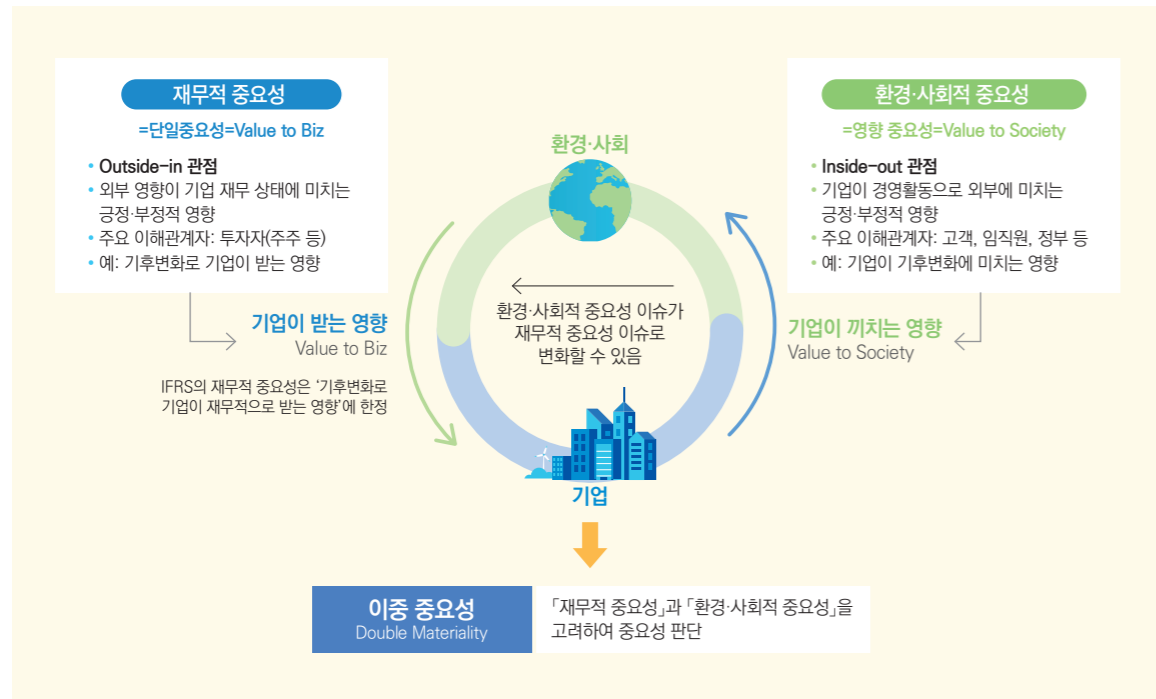 재무적 중요성
=단일중요성=Value to Biz
• Outside-in 관점
• 외부 영향이 기업 재무 상태에 미치는
긍정·부정적 영향
• 주요 이해관계자: 투자자(주주 등)
• 예: 기후변화로 기업이 받는 영향
기업이 받는 영향
Value to Biz
IFRS의 재무적 중요성은 ‘기후변화로
기업이 재무적으로 받는 영향’에 한정
환경·사회
환경·사회적 중요성 이슈가
재무적 중요성 이슈로
변화할 수 있음
기업
환경·사회적 중요성
=영향 중요성=Value to Society
• Inside-out 관점
• 기업이 경영활동으로 외부에 미치는
긍정·부정적 영향
• 주요 이해관계자: 고객, 임직원, 정부 등
• 예: 기업이 기후변화에 미치는 영향
기업이 끼치는 영향
Value to Society
이중 중요성
Double Materiality
「재무적 중요성」과 「환경·사회적 중요성」을
고려하여 중요성 판단